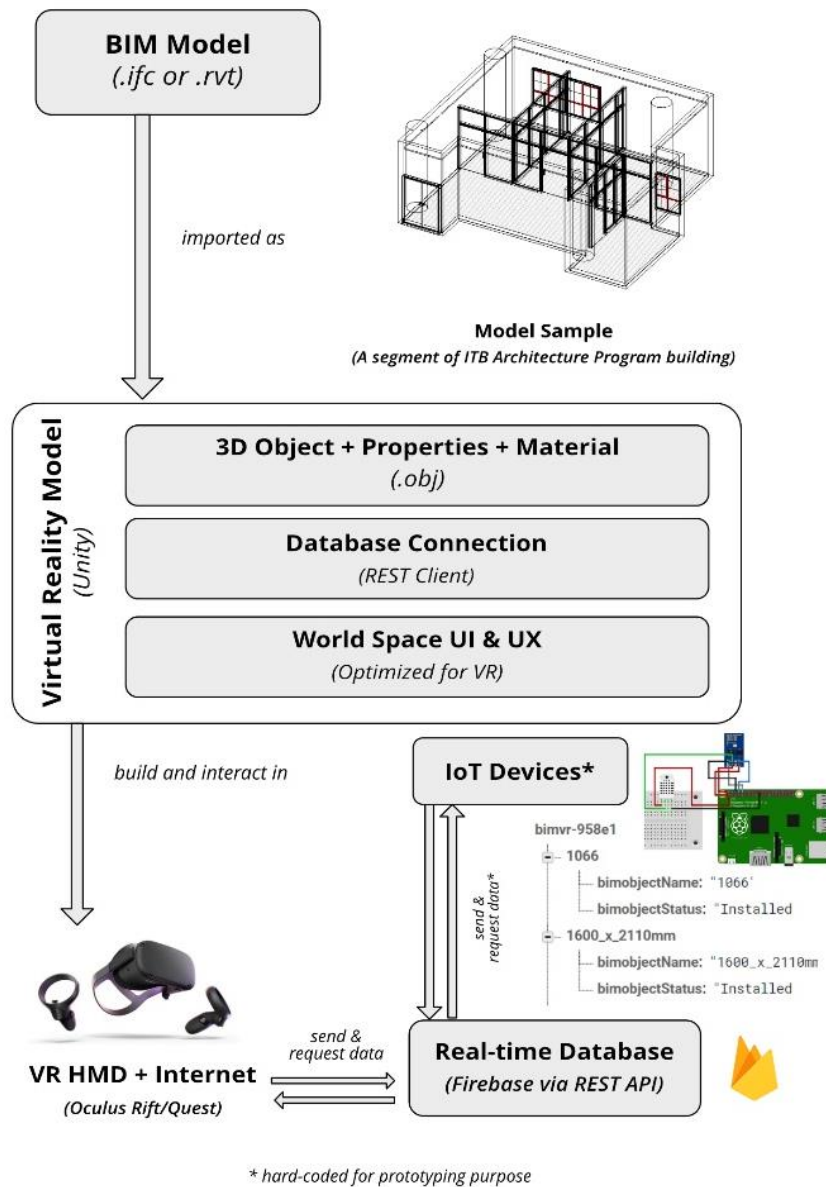 BIM Model
(.ifc or .rvt)
imported as
Model Sample
(A segment of ITB Architecture Program building)
Virtual Reality Model
(Unity)
3D Object + Properties + Material
(.obj)
Database Connection
(REST Client)
World Space UI & UX
(Optimized for VR)
build and interact in
IoT Devices*
bimvr-958e1
1066
bimobjectName: "1066'
bimobjectStatus: "Installed
1600_x_2110mm
bimobjectName: "1600_x_2110mm
bimobjectStatus: "Installed
send &
request data*
send &
request data
VR HMD + Internet
(Oculus Rift/Quest)
Real-time Database
(Firebase via REST API)
* hard-coded for prototyping purpose